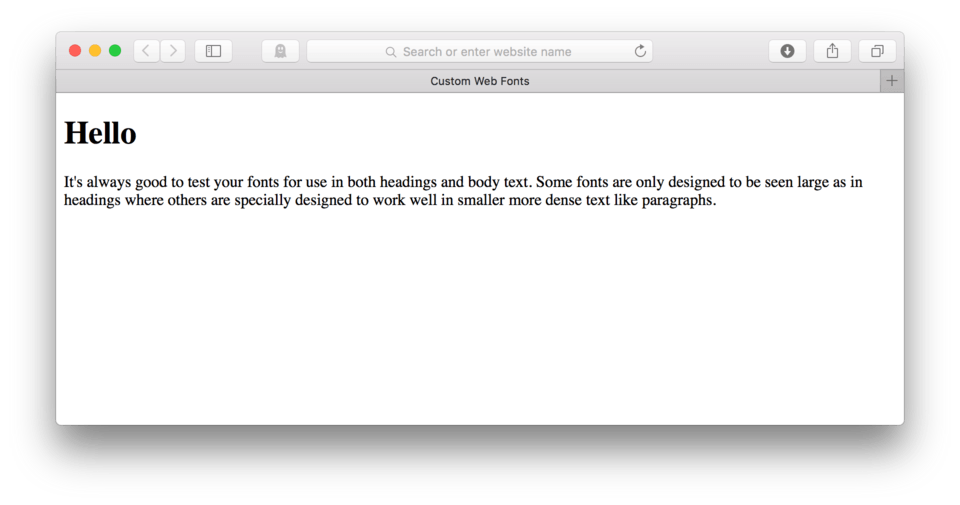 Search or enter website name
Custom Web Fonts
Hello
It's always good to test your fonts for use in both headings and body text. Some fonts are only designed to be seen large as in
headings where others are specially designed to work well in smaller more dense text like paragraphs.